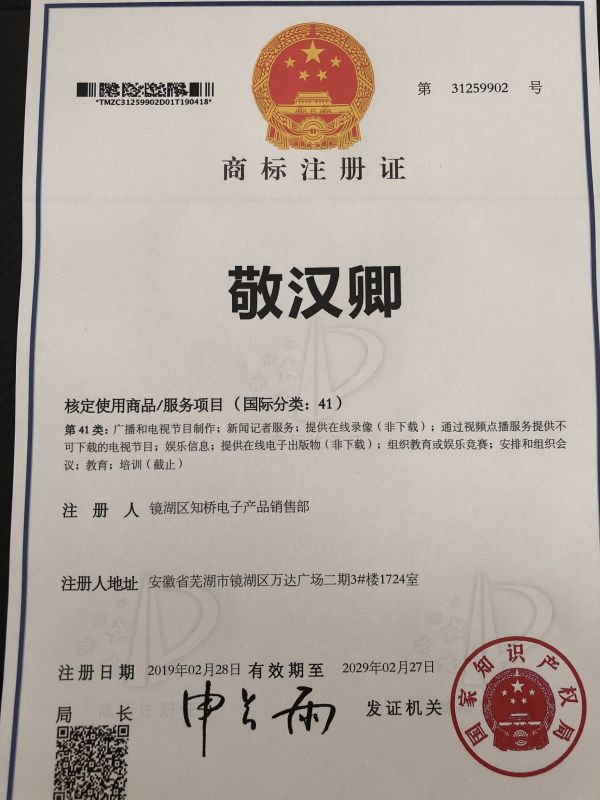 第 31259902 号
*TMZC31259902D01T190418*
商标注册证
敬汉卿
核定使用商品/服务项目（国际分类：41）
第 41 类：广播和电视节目制作；新闻记者服务；提供在线录像（非下载）；通过视频点播服务提供不
可下载的电视节目；娱乐信息；提供在线电子出版物（非下载）；组织教育或娱乐竞赛；安排和组织会
议；教育；培训（截止）
注册人 镜湖区知桥电子产品销售部
注册人地址 安徽省芜湖市镜湖区万达广场二期3#楼1724室
注册日期 2019年02月28日 有效期至 2029年02月27日
局长 申长雨 发证机关
国家知识产权局
商标注册